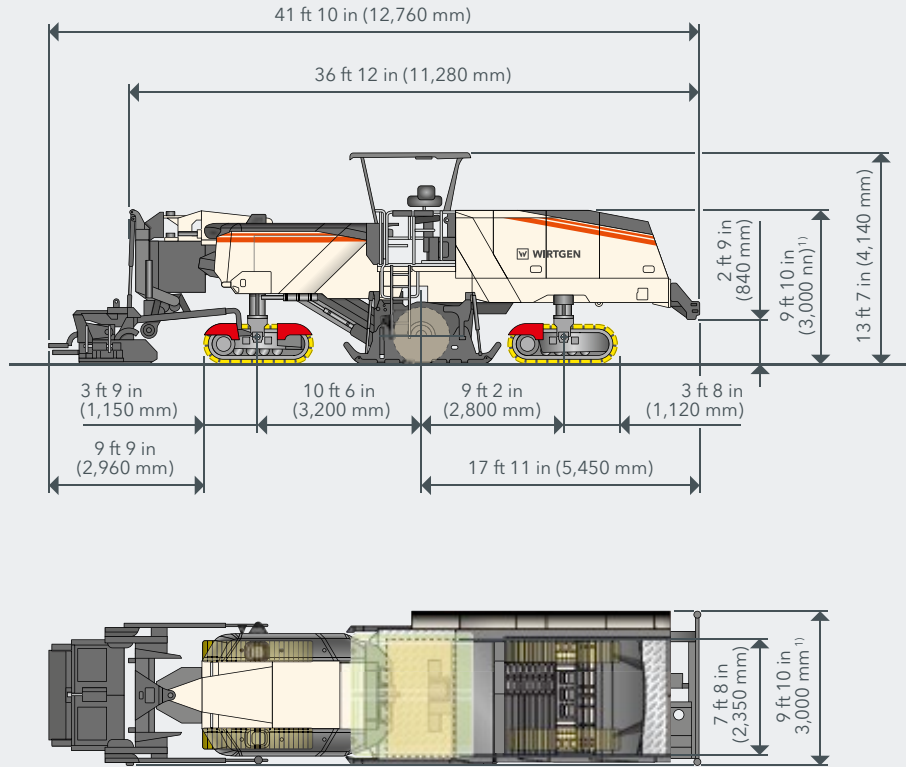 41 ft 10 in (12,760 mm)
36 ft 12 in (11,280 mm)
W WIRTGEN
2 ft 9 in
(840 mm)
9 ft 10 in
(3,000 nn)¹⁾
13 ft 7 in (4,140 mm)
3 ft 9 in
(1,150 mm)
10 ft 6 in
(3,200 mm)
9 ft 2 in
(2,800 mm)
3 ft 8 in
(1,120 mm)
9 ft 9 in
(2,960 mm)
17 ft 11 in (5,450 mm)
7 ft 8 in
(2,350 mm)
9 ft 10 in
3,000 mm¹⁾